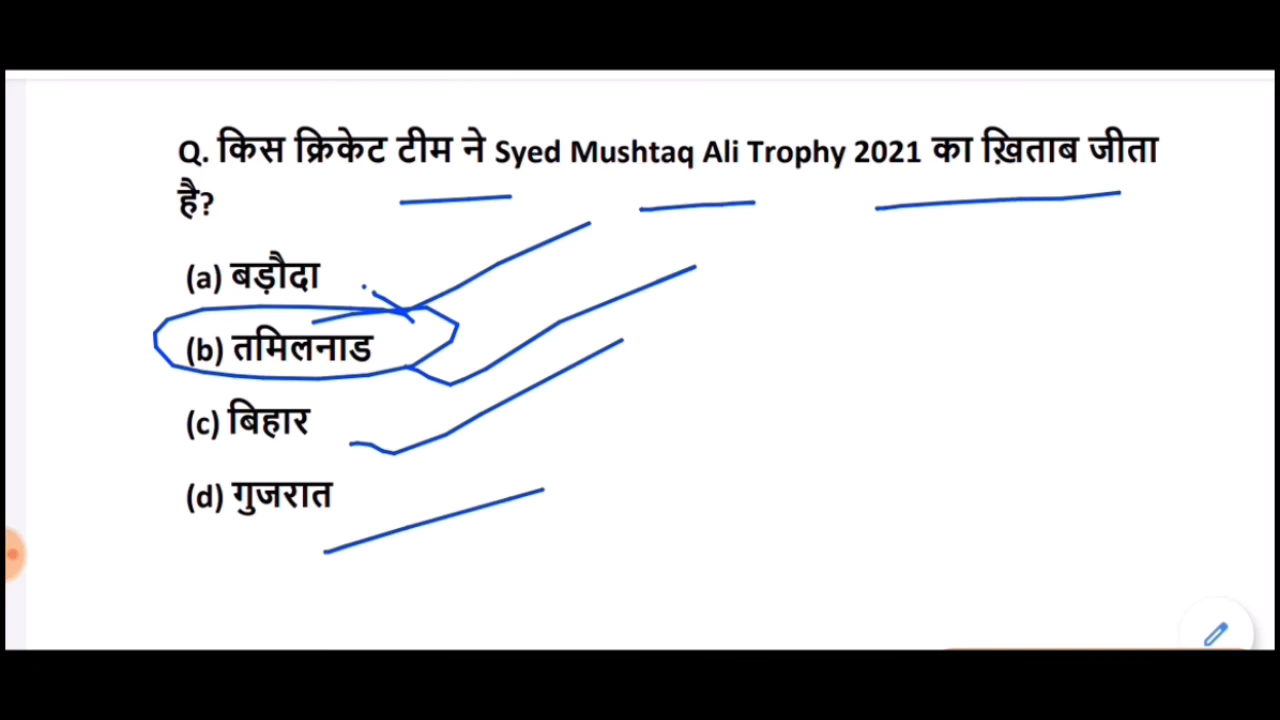 Q. किस क्रिकेट टीम ने Syed Mushtaq Ali Trophy 2021 का ख़िताब जीता
है?
(a) बड़ौदा
(b) तमिलनाड
(c) बिहार
(d) गुजरात